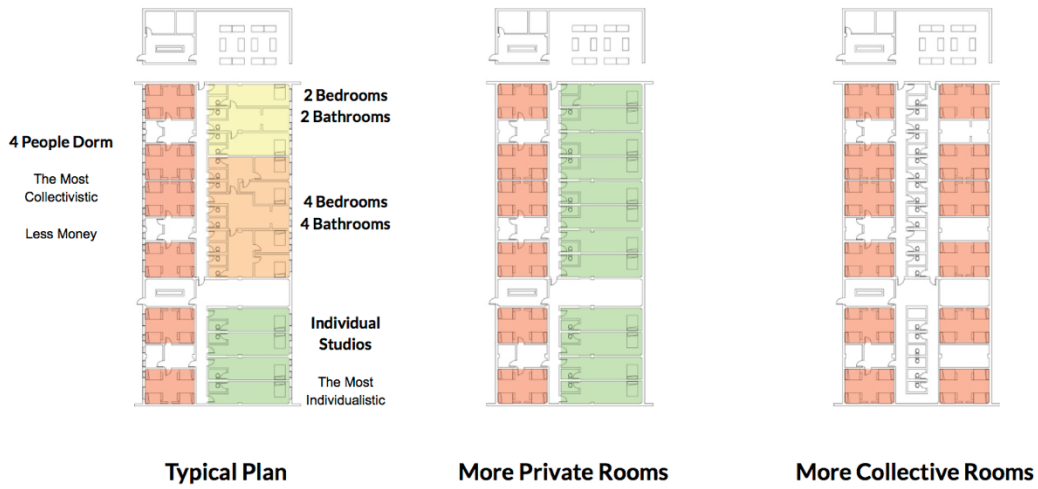 2 Bedrooms
2 Bathrooms
4 People Dorm
The Most
Collectivistic
Less Money
4 Bedrooms
4 Bathrooms
Individual
Studios
The Most
Individualistic
Typical Plan
More Private Rooms
More Collective Rooms